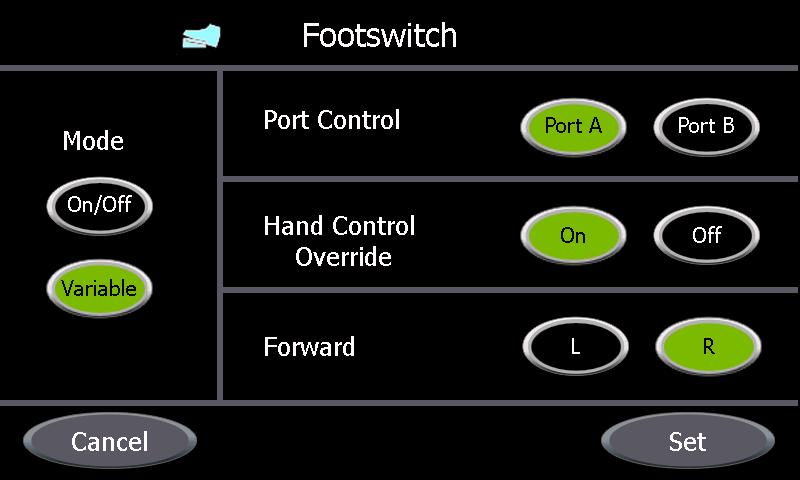 Footswitch
Mode
On/Off
Variable
Port Control
Port A
Port B
Hand Control
Override
On
Off
Forward
L
R
Cancel
Set